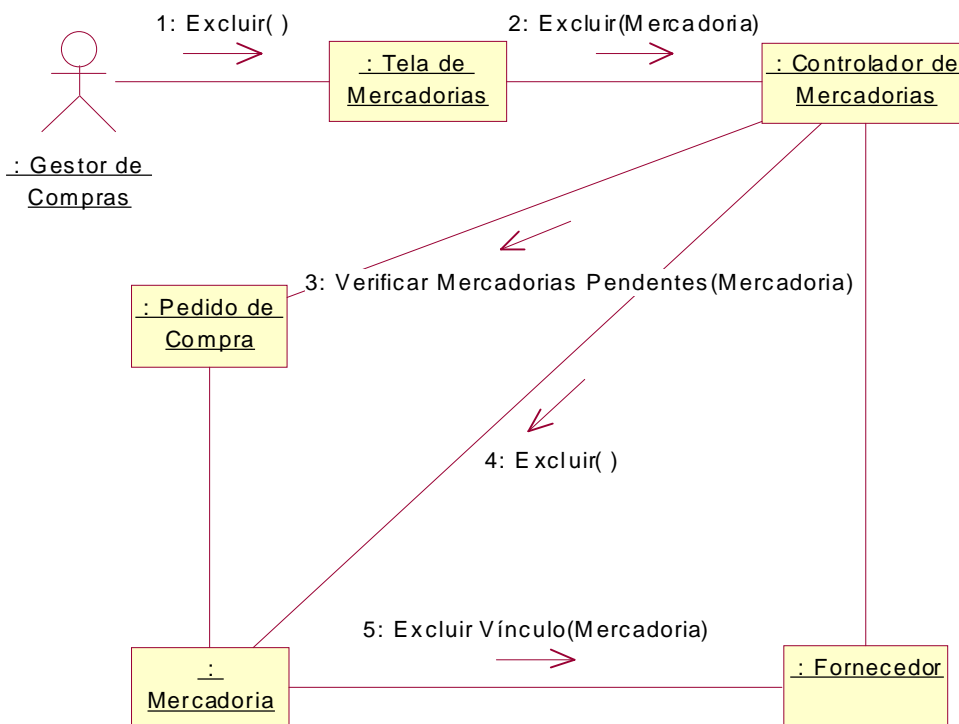 1: Excluir( )
2: Excluir(Mercadoria)
: Tela de
Mercadorias
: Controlador de
Mercadorias
: Gestor de
Compras
3: Verificar Mercadorias Pendentes(Mercadoria)
: Pedido de
Compra
4: Excluir( )
5: Excluir Vínculo(Mercadoria)
:
Mercadoria
: Fornecedor